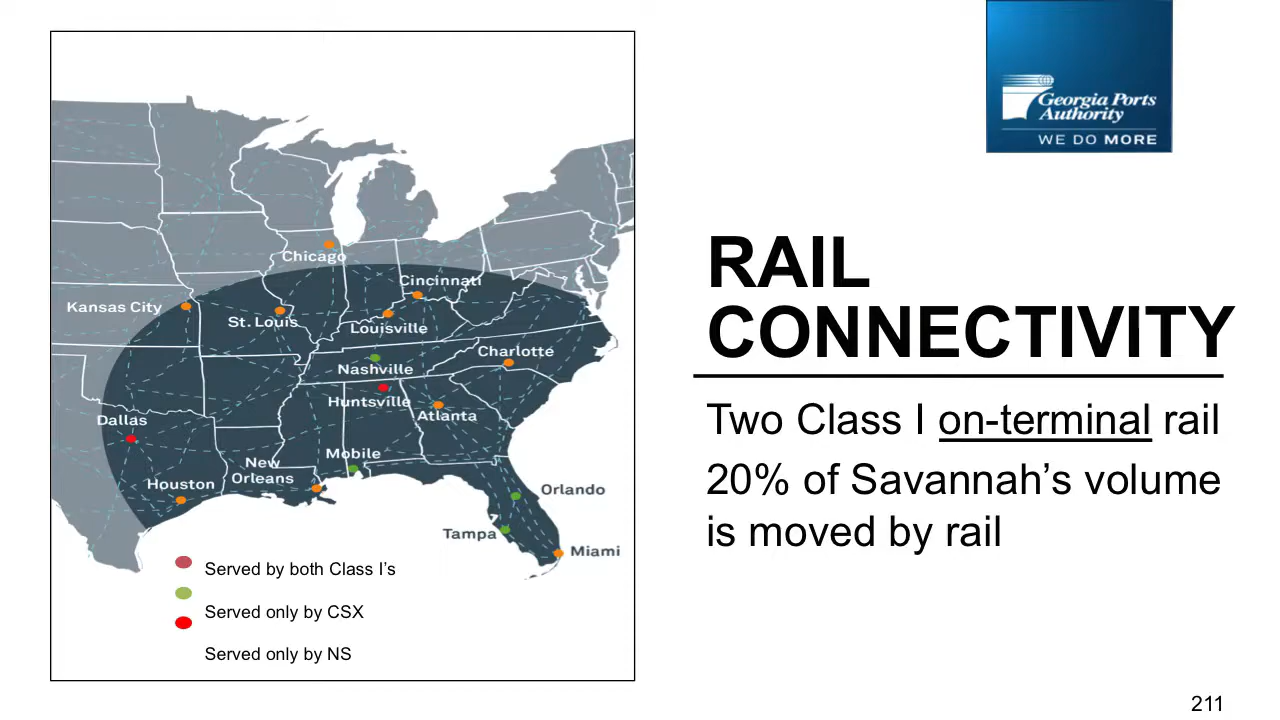 Georgia Ports
Authority
WE DO MORE
Chicago
Cincinnati
Kansas City
St. Louis
Louisville
Charlotte
Nashville
Huntsville
Atlanta
Dallas
Mobile
New
Orleans
Houston
Orlando
Tampa
Miami
Served by both Class I’s
Served only by CSX
Served only by NS
RAIL
CONNECTIVITY
Two Class I on-terminal rail
20% of Savannah’s volume
is moved by rail
211